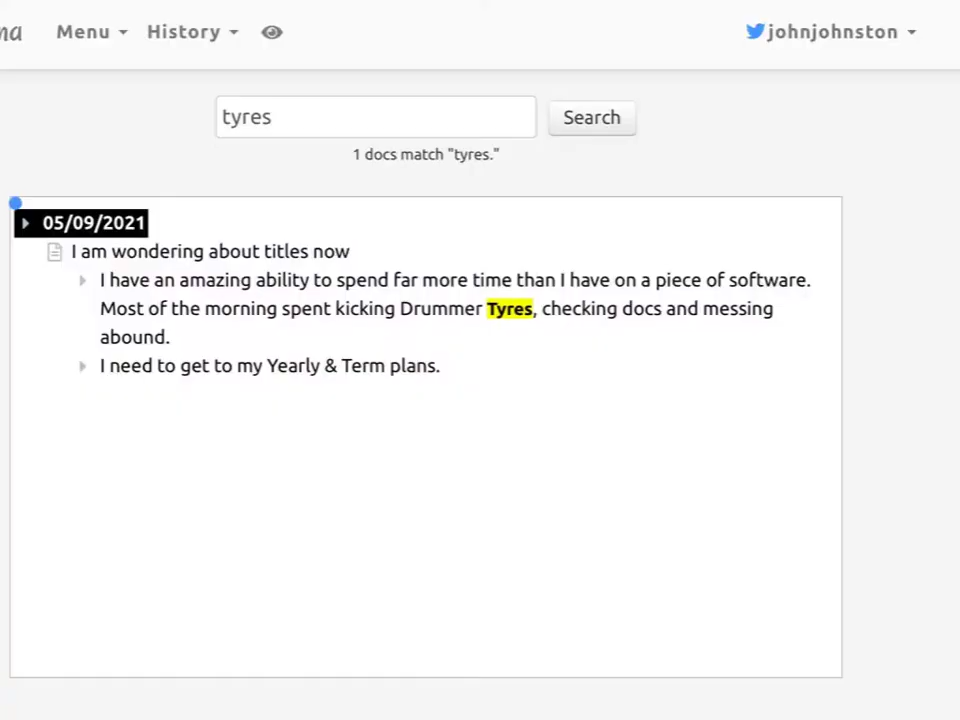 na Menu History johnjohnston
tyres Search
1 docs match "tyres."
05/09/2021
I am wondering about titles now
I have an amazing ability to spend far more time than I have on a piece of software.
Most of the morning spent kicking Drummer Tyres, checking docs and messing
abound.
I need to get to my Yearly & Term plans.